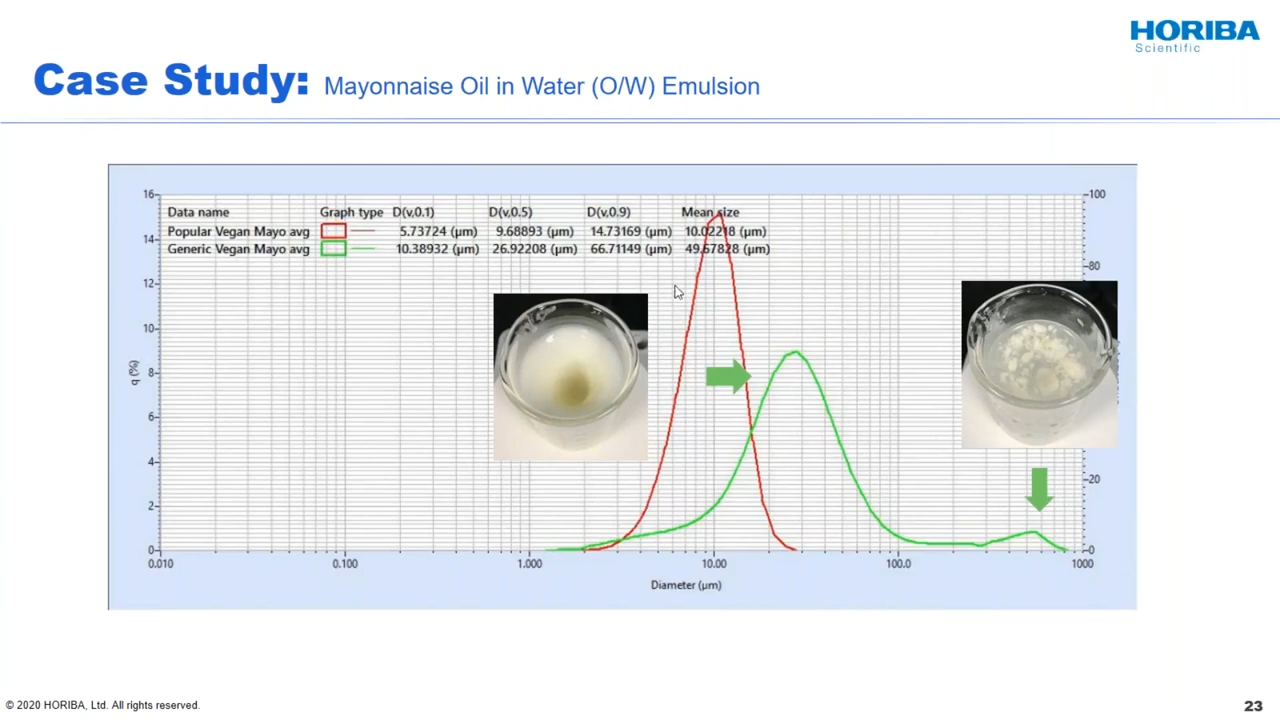 HORIBA
Scientific
Case Study: Mayonnaise Oil in Water (O/W) Emulsion
Data name Graph type D(v,0.1) D(v,0.5) D(v,0.9) Mean size
Popular Vegan Mayo avg 5.73724 (µm) 9.68893 (µm) 14.73169 (µm) 10.02218 (µm)
Generic Vegan Mayo avg 10.38932 (µm) 26.92208 (µm) 66.71149 (µm) 49.67828 (µm)
16
14
12
10
8
6
4
2
0
q (%)
100
80
20
0
0.010 0.100 1.000 10.00 100.0 1000
Diameter (µm)
© 2020 HORIBA, Ltd. All rights reserved.
23